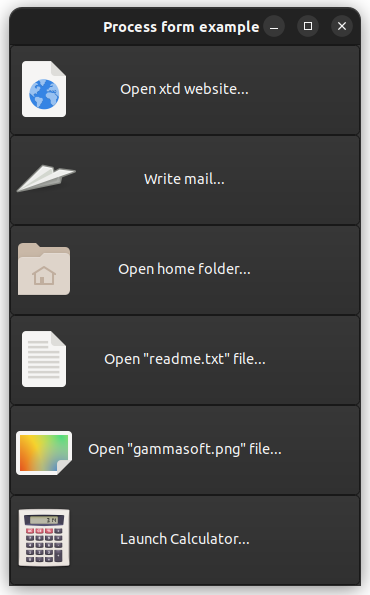 Process form example
Open xtd website...
Write mail...
Open home folder...
Open "readme.txt" file...
Open "gammasoft.png" file...
Launch Calculator...